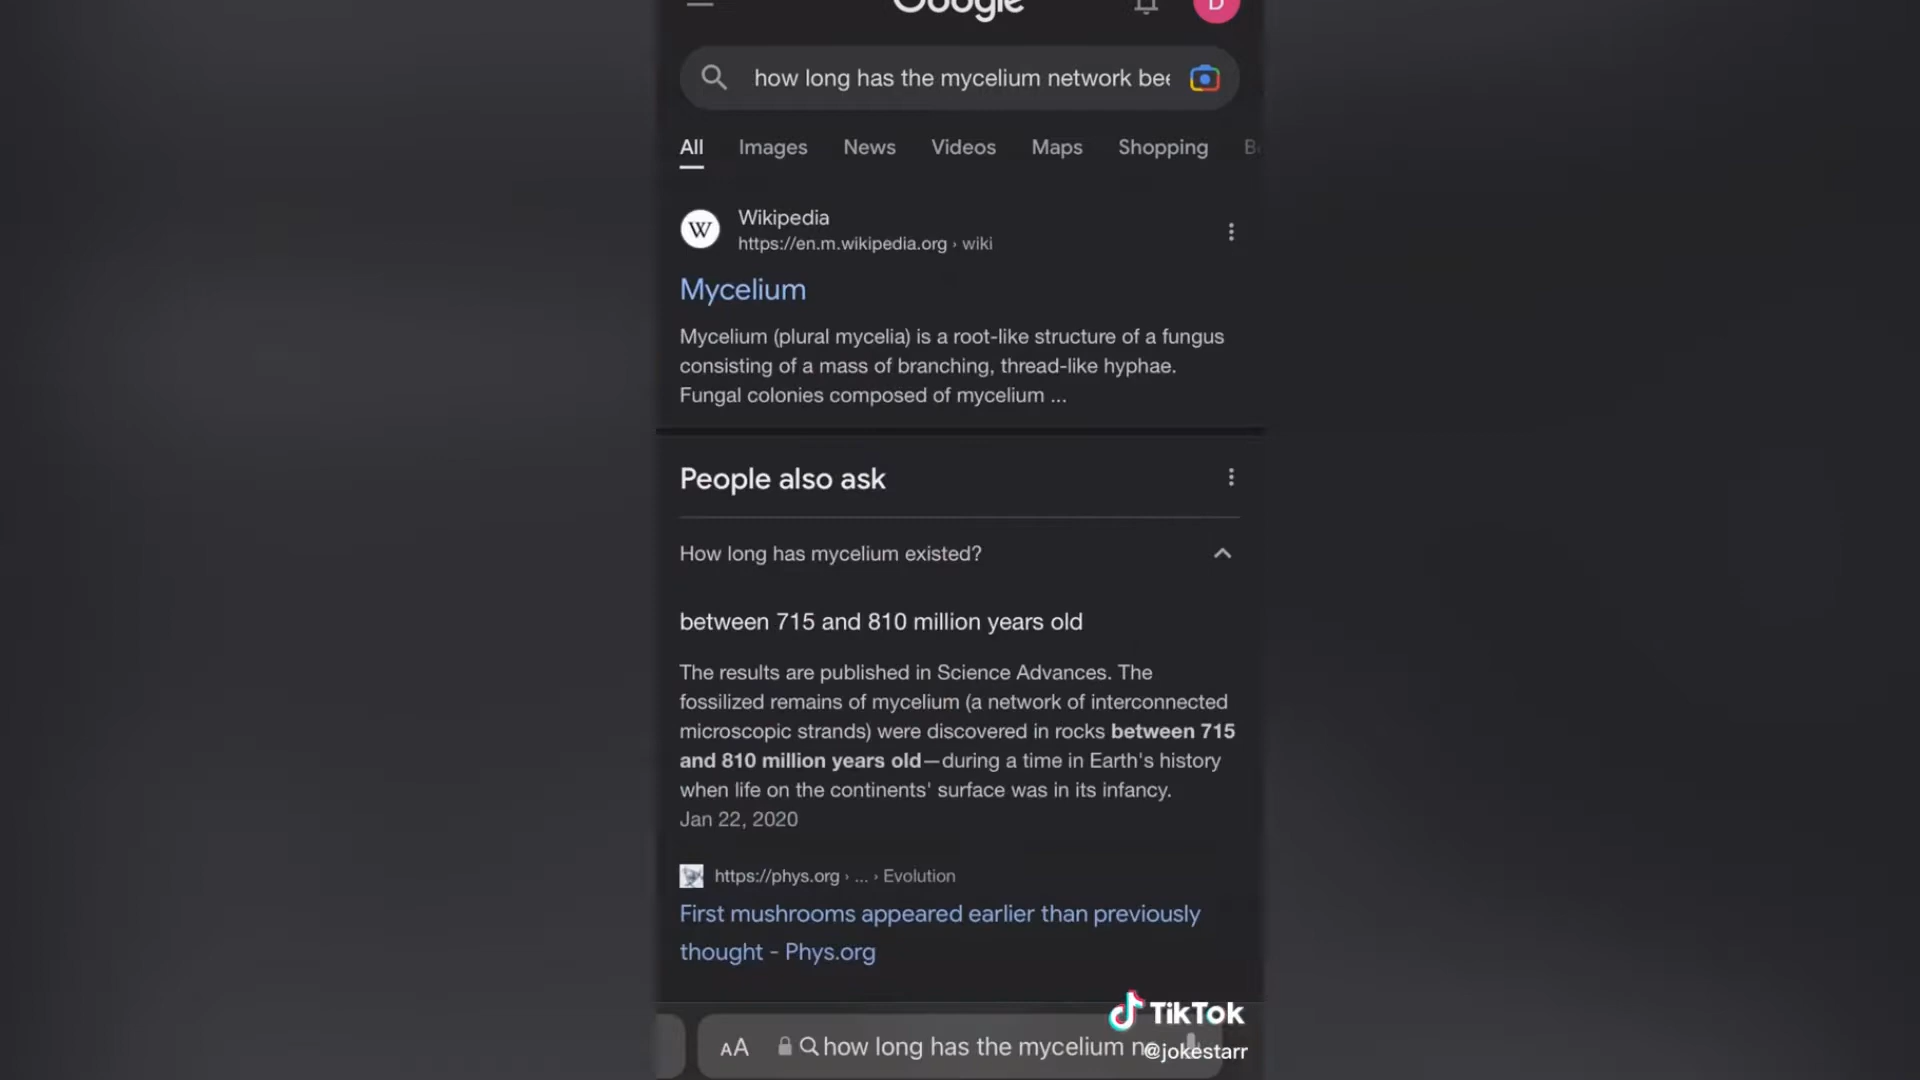 Google
D
how long has the mycelium network
All Images News Videos Maps Shopping
W
Wikipedia
https://en.m.wikipedia.org › wiki
Mycelium
Mycelium (plural mycelia) is a root-like structure of a fungus
consisting of a mass of branching, thread-like hyphae.
Fungal colonies composed of mycelium ...
People also ask
How long has mycelium existed?
between 715 and 810 million years old
The results are published in Science Advances. The
fossilized remains of mycelium (a network of interconnected
microscopic strands) were discovered in rocks between 715
and 810 million years old—during a time in Earth's history
when life on the continents' surface was in its infancy.
Jan 22, 2020
https://phys.org › ... › Evolution
First mushrooms appeared earlier than previously
thought - Phys.org
TikTok
AA how long has the mycelium
@jokestarr